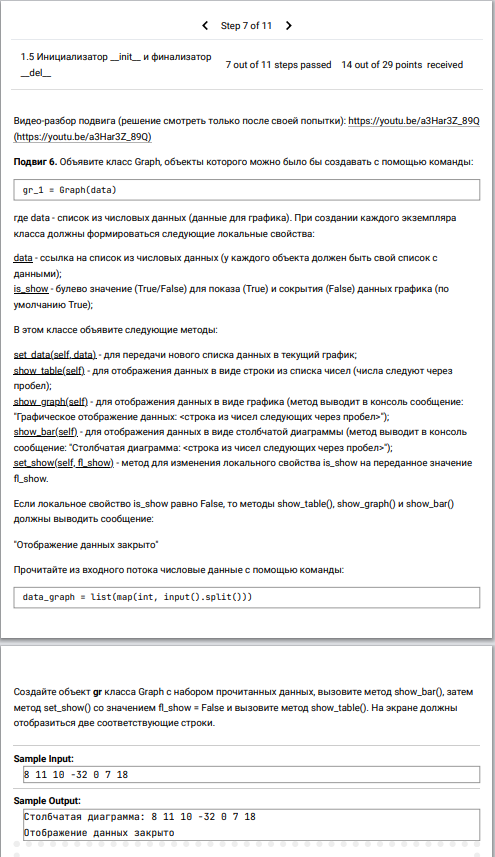 Step 7 of 11
1.5 Инициализатор __init__ и финализатор
__del__
7 out of 11 steps passed 14 out of 29 points received
Видео-разбор подвига (решение смотреть только после своей попытки): https://youtu.be/a3Har3Z_89Q
(https://youtu.be/a3Har3Z_89Q)
Подвиг 6. Объявите класс Graph, объекты которого можно было бы создавать с помощью команды:
gr_1 = Graph(data)
где data - список из числовых данных (данные для графика). При создании каждого экземпляра
класса должны формироваться следующие локальные свойства:
data - ссылка на список из числовых данных (у каждого объекта должен быть свой список с
данными);
is_show - булево значение (True/False) для показа (True) и сокрытия (False) данных графика (по
умолчанию True);
В этом классе объявите следующие методы:
set_data(self, data) - для передачи нового списка данных в текущий график;
show_table(self) - для отображения данных в виде строки из списка чисел (числа следуют через
пробел);
show_graph(self) - для отображения данных в виде графика (метод выводит в консоль сообщение:
"Графическое отображение данных: <строка из чисел следующих через пробел>");
show_bar(self) - для отображения данных в виде столбчатой диаграммы (метод выводит в консоль
сообщение: "Столбчатая диаграмма: <строка из чисел следующих через пробел>");
set_show(self, fl_show) - метод для изменения локального свойства is_show на переданное значение
fl_show.
Если локальное свойство is_show равно False, то методы show_table(), show_graph() и show_bar()
должны выводить сообщение:
"Отображение данных закрыто"
Прочитайте из входного потока числовые данные с помощью команды:
data_graph = list(map(int, input().split()))
Создайте объект gr класса Graph с набором прочитанных данных, вызовите метод show_bar(), затем
метод set_show() со значением fl_show = False и вызовите метод show_table(). На экране должны
отобразиться две соответствующие строки.
Sample Input:
8 11 10 -32 0 7 18
Sample Output:
Столбчатая диаграмма: 8 11 10 -32 0 7 18
Отображение данных закрыто